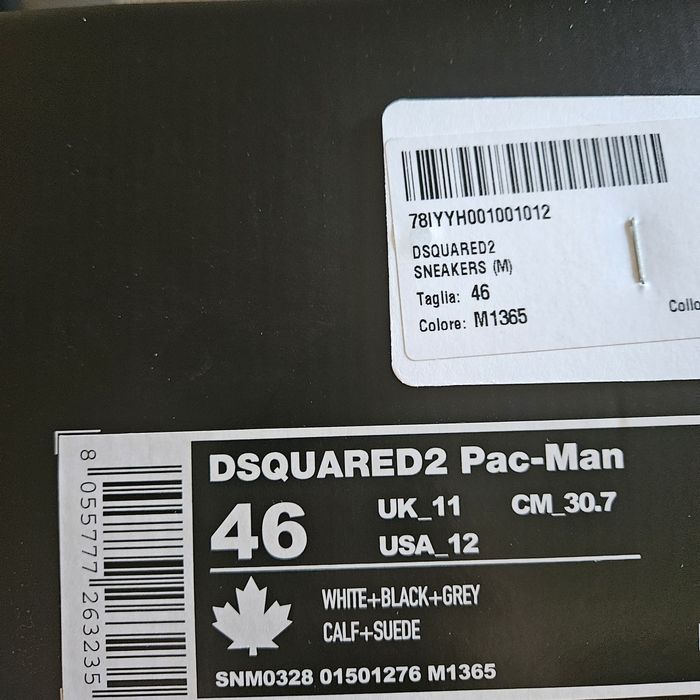 78IYYH001001012
DSQUARED2
SNEAKERS (M)
Taglia: 46
Colore: M1365
Collo
8 055777 263235
DSQUARED2 Pac-Man
46
UK_11
CM_30.7
USA_12
WHITE+BLACK+GREY
CALF+SUEDE
SNM0328 01501276 M1365